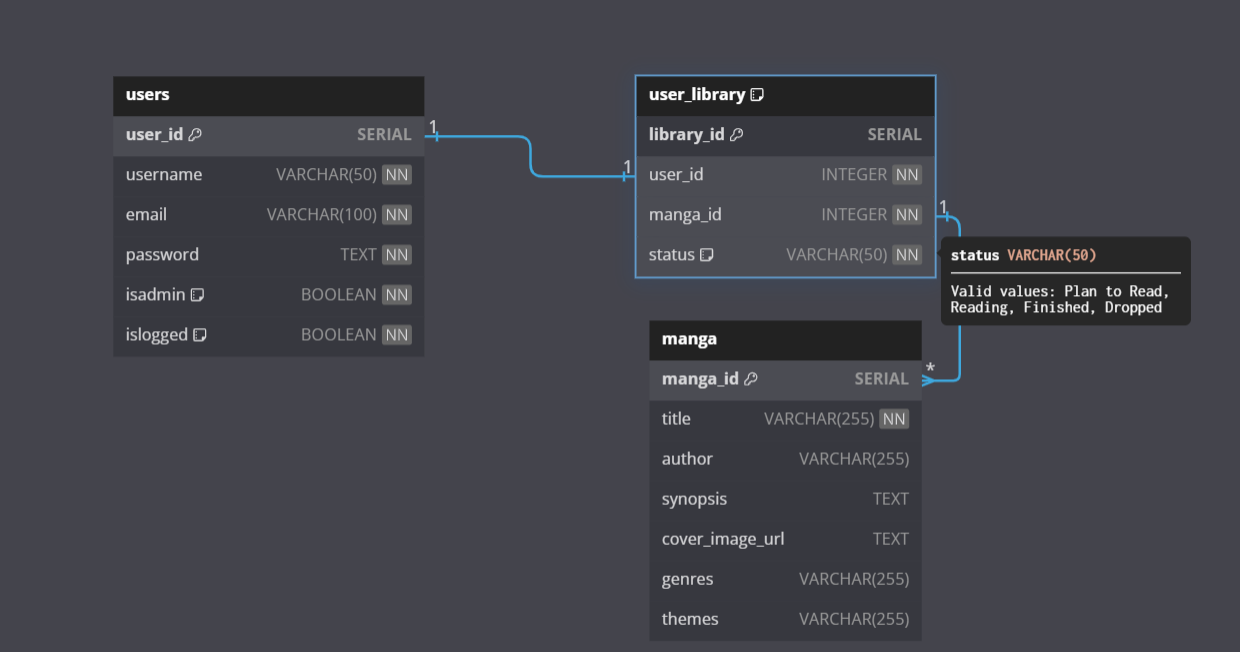 users
user_id SERIAL
username VARCHAR(50) NN
email VARCHAR(100) NN
password TEXT NN
isadmin BOOLEAN NN
islogged BOOLEAN NN
1
1
user_library
library_id SERIAL
user_id INTEGER NN
manga_id INTEGER NN
status VARCHAR(50) NN
1
status VARCHAR(50)
Valid values: Plan to Read,
Reading, Finished, Dropped
*
manga
manga_id SERIAL
title VARCHAR(255) NN
author VARCHAR(255)
synopsis TEXT
cover_image_url TEXT
genres VARCHAR(255)
themes VARCHAR(255)